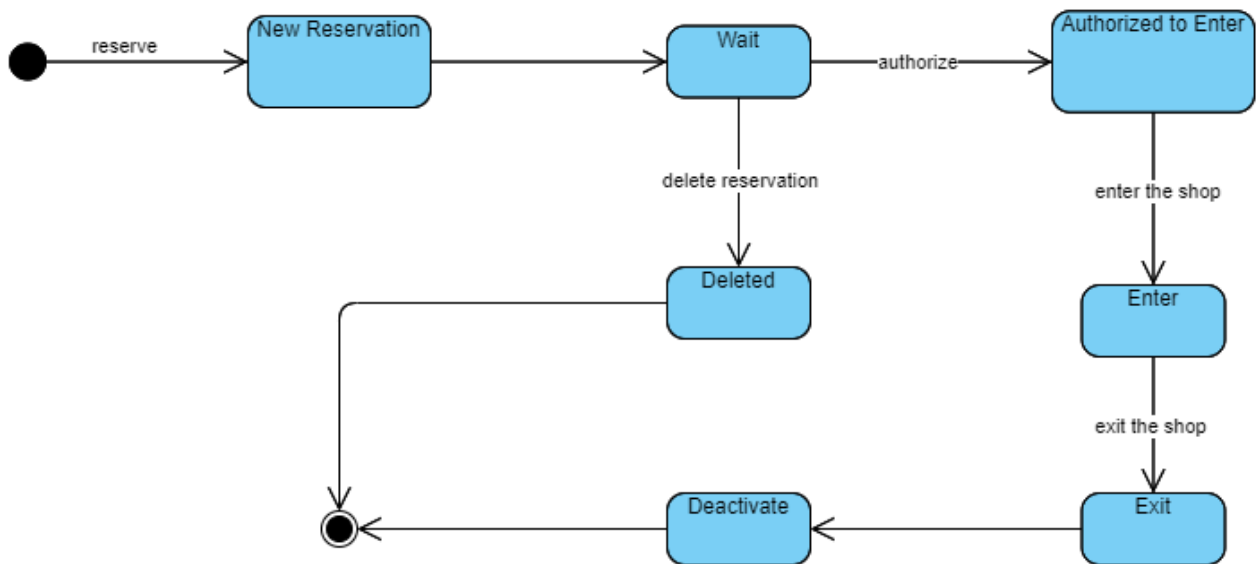 reserve
New Reservation
Wait
authorize
Authorized to Enter
delete reservation
enter the shop
Deleted
Enter
exit the shop
Deactivate
Exit